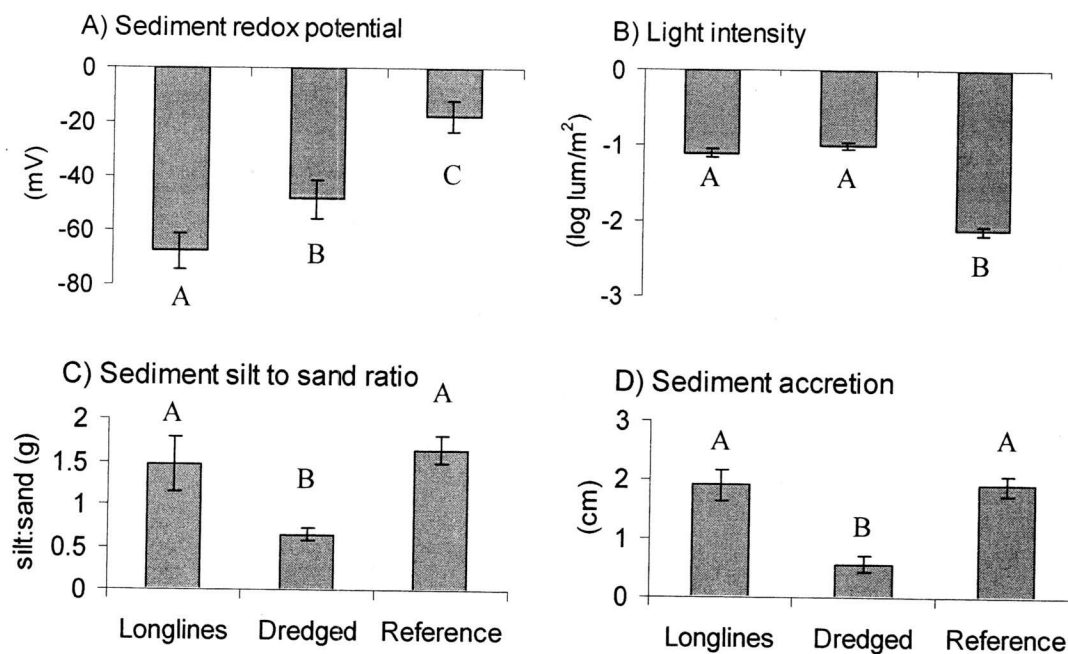 A) Sediment redox potential
0
-20
-40
-60
-80
(mV)
A
B
C
B) Light intensity
0
-1
-2
-3
(log lum/m²)
A
A
B
C) Sediment silt to sand ratio
2
1.5
1
0.5
0
silt:sand (g)
A
B
A
Longlines Dredged Reference
D) Sediment accretion
3
2
1
0
(cm)
A
B
A
Longlines Dredged Reference